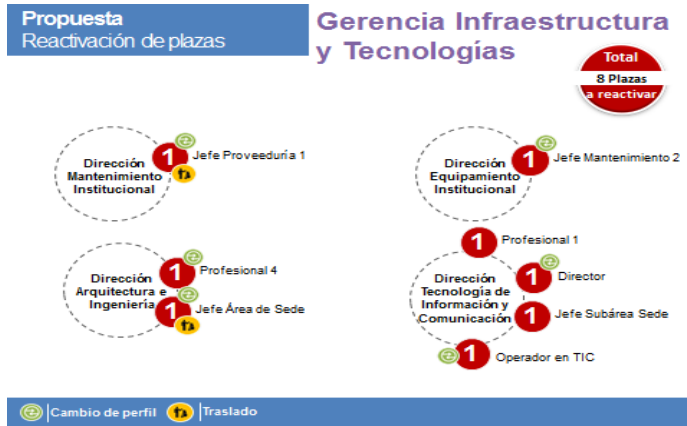 Propuesta
Reactivación de plazas
Gerencia Infraestructura
y Tecnologías
Total
8 Plazas
a reactivar
Dirección
Mantenimiento
Institucional
1
Jefe Proveeduría 1
Dirección
Equipamiento
Institucional
1
Jefe Mantenimiento 2
Dirección
Arquitectura e
Ingeniería
1
Profesional 4
1
Jefe Área de Sede
Dirección
Tecnología de
Información y
Comunicación
1
Profesional 1
1
Director
1
Jefe Subárea Sede
1
Operador en TIC
Cambio de perfil
Traslado